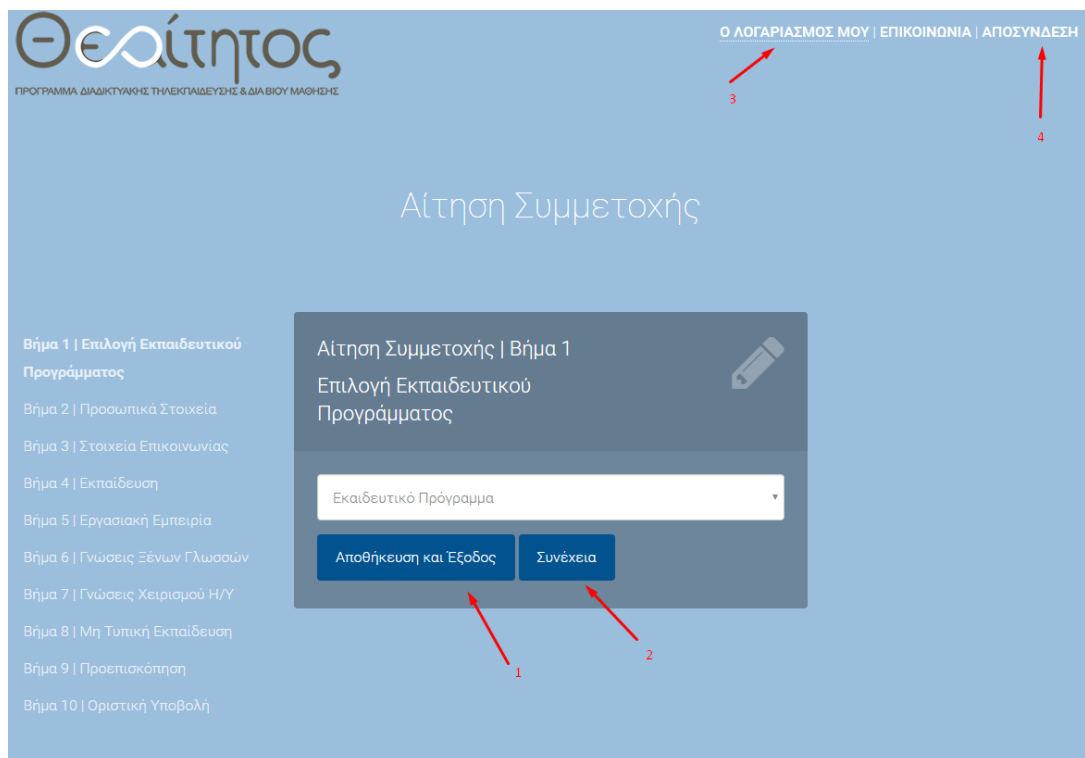 Θεαίτητος
ΠΡΟΓΡΑΜΜΑ ΔΙΑΔΙΚΤΥΑΚΗΣ ΤΗΛΕΚΠΑΙΔΕΥΣΗΣ & ΔΙΑ ΒΙΟΥ ΜΑΘΗΣΗΣ
Ο ΛΟΓΑΡΙΑΣΜΟΣ ΜΟΥ | ΕΠΙΚΟΙΝΩΝΙΑ | ΑΠΟΣΥΝΔΕΣΗ
3
4
Αίτηση Συμμετοχής
Βήμα 1 | Επιλογή Εκπαιδευτικού
Προγράμματος
Βήμα 2 | Προσωπικά Στοιχεία
Βήμα 3 | Στοιχεία Επικοινωνίας
Βήμα 4 | Εκπαίδευση
Βήμα 5 | Εργασιακή Εμπειρία
Βήμα 6 | Γνώσεις Ξένων Γλωσσών
Βήμα 7 | Γνώσεις Χειρισμού Η/Υ
Βήμα 8 | Μη Τυπική Εκπαίδευση
Βήμα 9 | Προεπισκόπηση
Βήμα 10 | Οριστική Υποβολή
Αίτηση Συμμετοχής | Βήμα 1
Επιλογή Εκπαιδευτικού
Προγράμματος
Εκαιδευτικό Πρόγραμμα
Αποθήκευση και Έξοδος
Συνέχεια
1
2